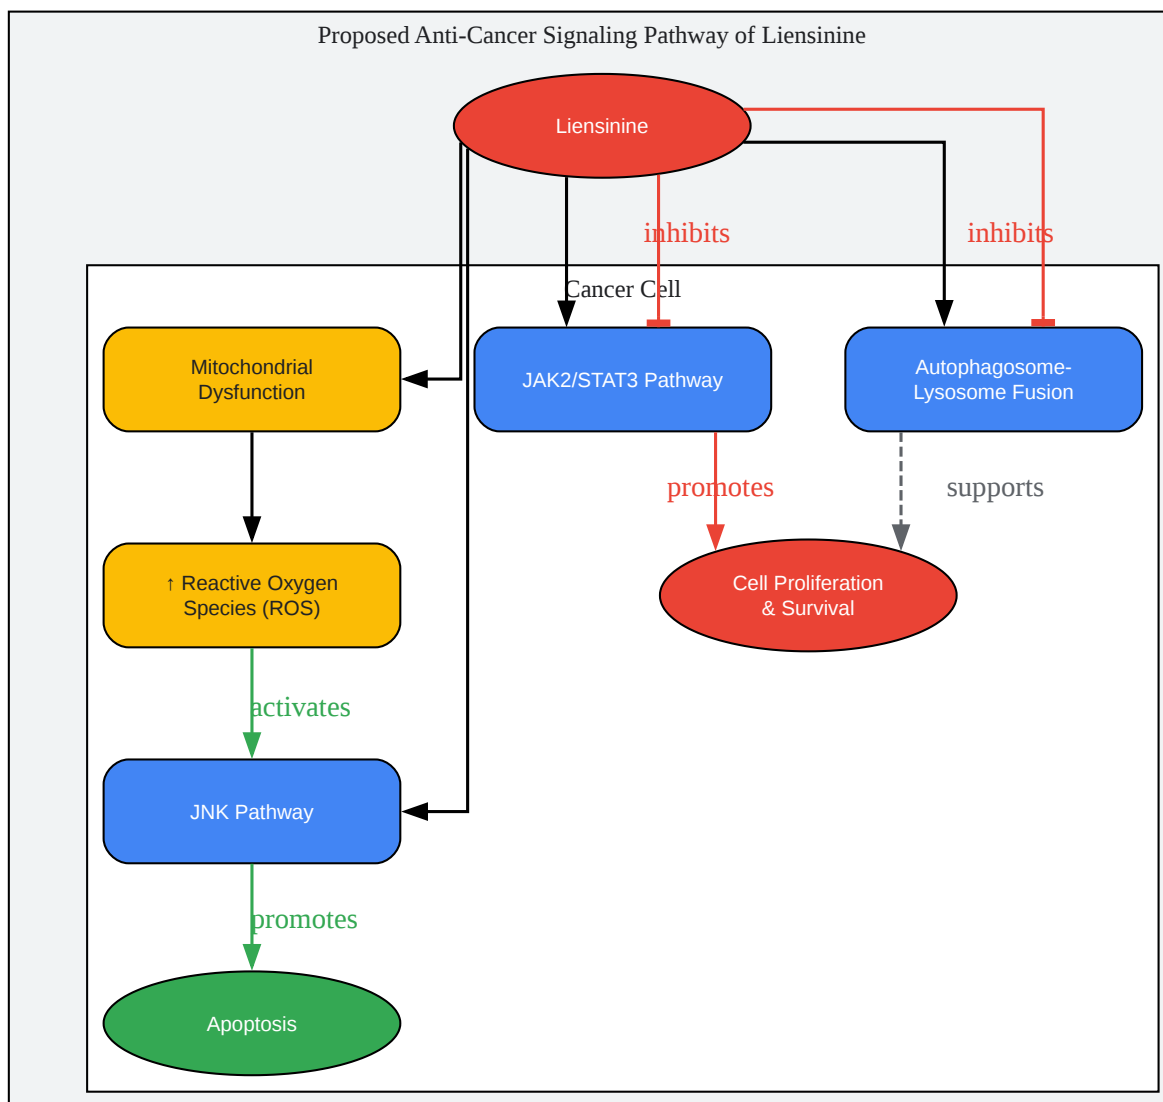 Proposed Anti-Cancer Signaling Pathway of Liensinine
Liensinine
inhibits
inhibits
Cancer Cell
Mitochondrial
Dysfunction
JAK2/STAT3 Pathway
Autophagosome-
Lysosome Fusion
promotes
supports
↑ Reactive Oxygen
Species (ROS)
Cell Proliferation
& Survival
activates
JNK Pathway
promotes
Apoptosis